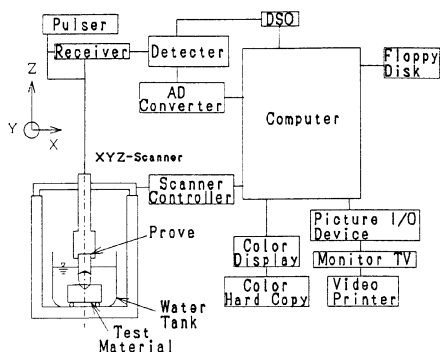 Pulser
Receiver
Detecter
DSO
AD
Converter
Computer
Floppy
Disk
Z
Y
X
XYZ-Scanner
Scanner
Controller
Prove
Water
Tank
Test
Material
Color
Display
Color
Hard Copy
Picture I/O
Device
Monitor TV
Video
Printer